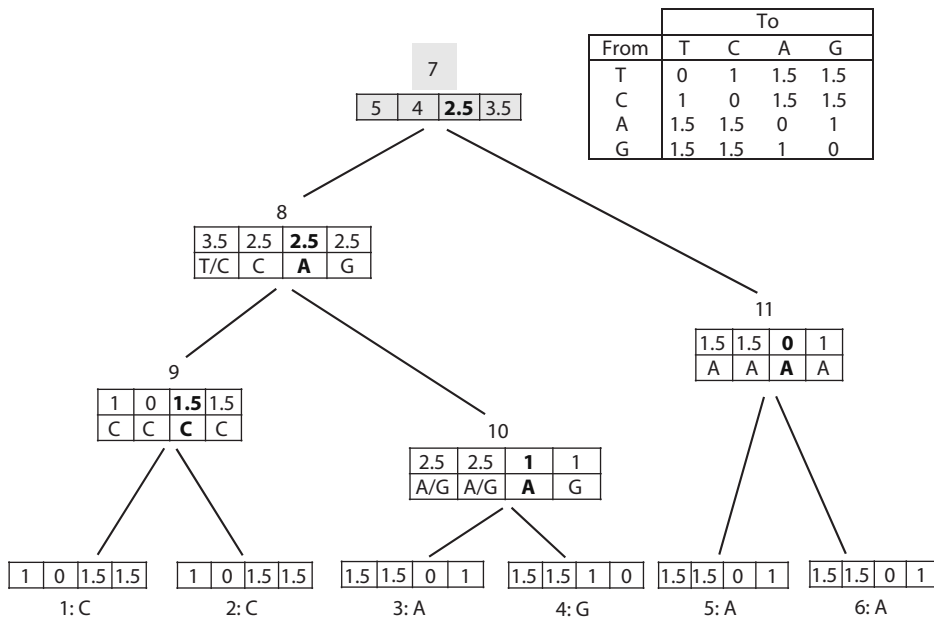 To
From T C A G
T 0 1 1.5 1.5
C 1 0 1.5 1.5
A 1.5 1.5 0 1
G 1.5 1.5 1 0
7
5 4 2.5 3.5
8
3.5 2.5 2.5 2.5
T/C C A G
11
1.5 1.5 0 1
A A A A
9
1 0 1.5 1.5
C C C C
10
2.5 2.5 1 1
A/G A/G A G
1 0 1.5 1.5
1: C
1 0 1.5 1.5
2: C
1.5 1.5 0 1
3: A
1.5 1.5 1 0
4: G
1.5 1.5 0 1
5: A
1.5 1.5 0 1
6: A